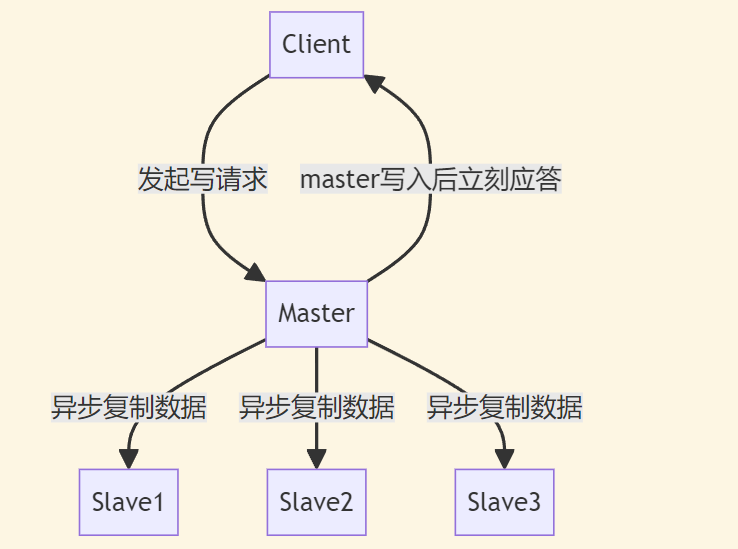 Client
发起写请求
master写入后立刻应答
Master
异步复制数据
异步复制数据
异步复制数据
Slave1
Slave2
Slave3